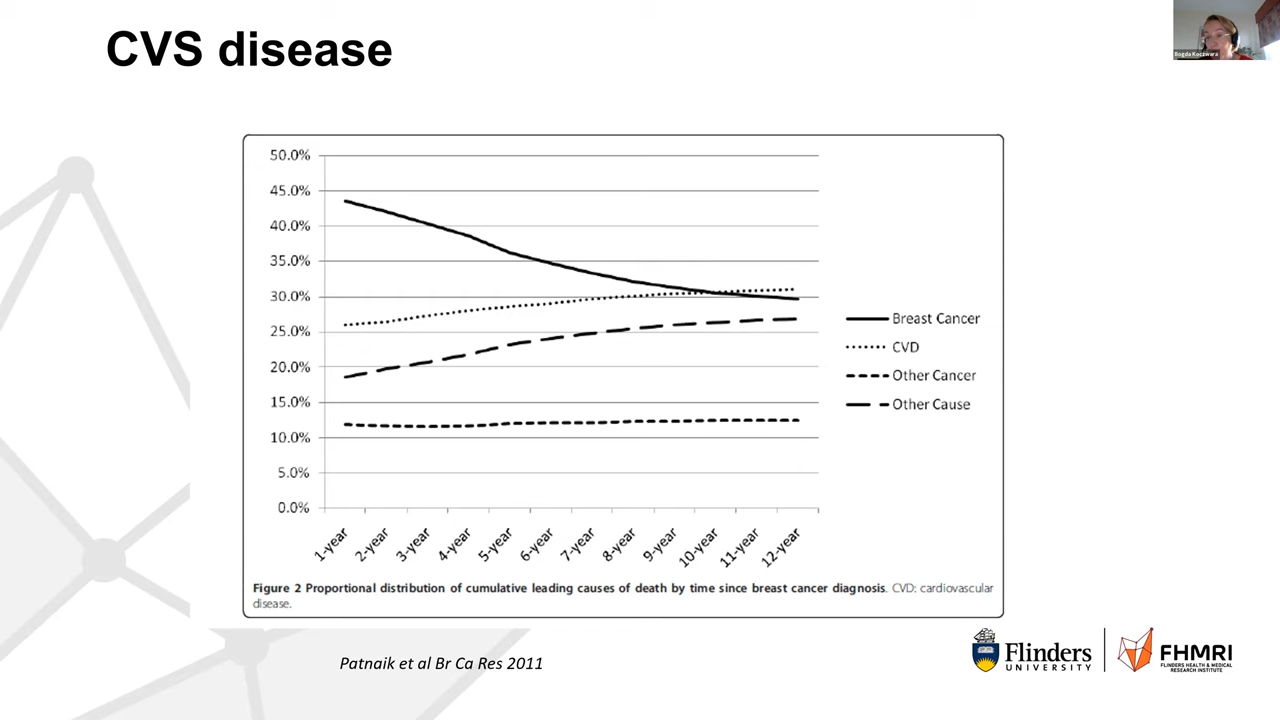 CVS disease
Bogda Koczwara
50.0%
45.0%
40.0%
35.0%
30.0%
25.0%
20.0%
15.0%
10.0%
5.0%
0.0%
1-year
2-year
3-year
4-year
5-year
6-year
7-year
8-year
9-year
10-year
11-year
12-year
Breast Cancer
CVD
Other Cancer
Other Cause
Figure 2 Proportional distribution of cumulative leading causes of death by time since breast cancer diagnosis. CVD: cardiovascular
disease.
Patnaik et al Br Ca Res 2011
Flinders
UNIVERSITY
FHMRI
FLINDERS HEALTH & MEDICAL
RESEARCH INSTITUTE